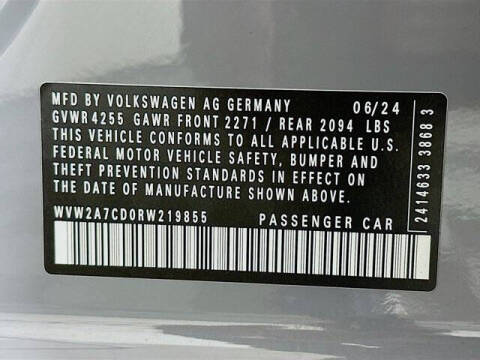 MFD BY VOLKSWAGEN AG GERMANY 06/24
GVWR 4255 GAWR FRONT 2271 / REAR 2094 LBS
THIS VEHICLE CONFORMS TO ALL APPLICABLE U.S.
FEDERAL MOTOR VEHICLE SAFETY, BUMPER AND
THEFT PREVENTION STANDARDS IN EFFECT ON
THE DATE OF MANUFACTURE SHOWN ABOVE.
WVW2A7CD0RW219855 PASSENGER CAR
2414633 3868 3